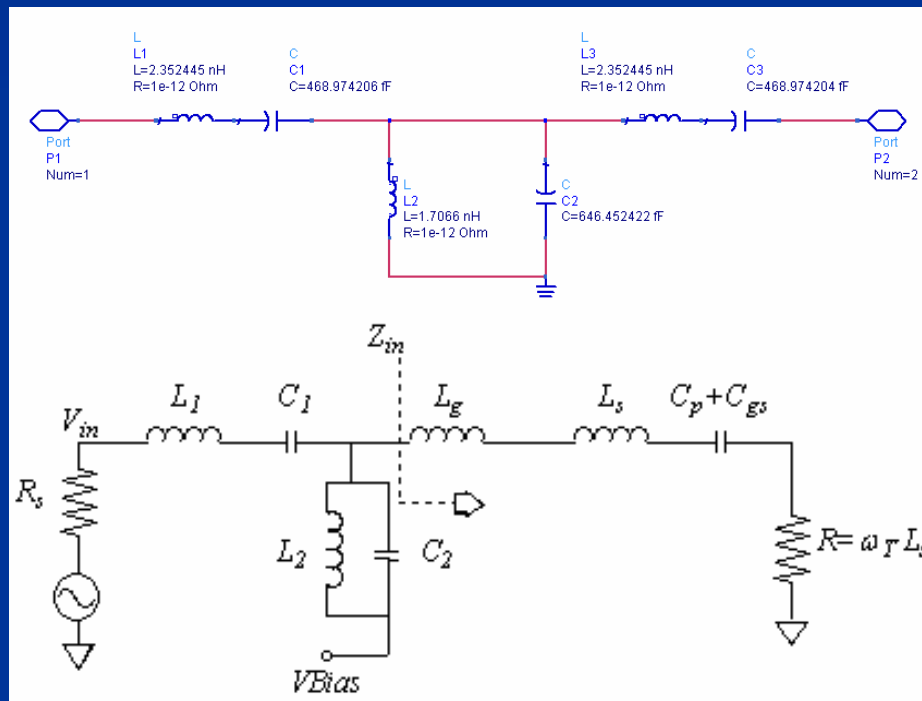 L
L1
L=2.352445 nH
R=1e-12 Ohm
C
C1
C=468.974206 fF
L
L3
L=2.352445 nH
R=1e-12 Ohm
C
C3
C=468.974204 fF
Port
P1
Num=1
L
L2
L=1.7066 nH
R=1e-12 Ohm
C
C2
C=646.452422 fF
Port
P2
Num=2
Zin
L1
C1
Lg
Ls
Cp+Cgs
Vin
Rs
L2
C2
R=ωT L
VBias